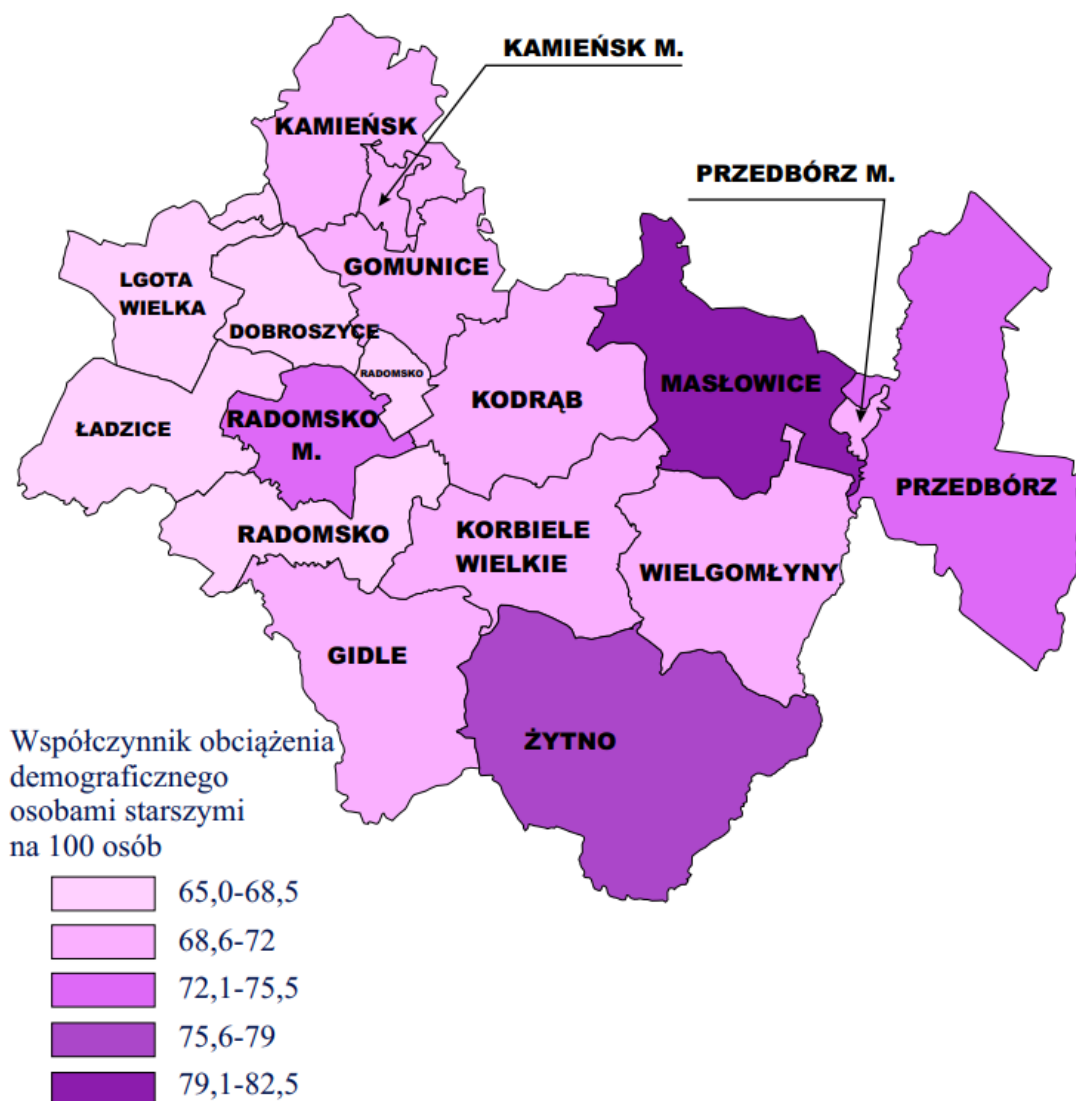 KAMIEŃSK M.
KAMIEŃSK
PRZEDBÓRZ M.
GOMUNICE
LGOTA
WIELKA
DOBROSZYCE
RADOMSKO
MASŁOWICE
KODRĄB
RADOMSKO
M.
ŁADZICE
PRZEDBÓRZ
RADOMSKO
KORBIELE
WIELKIE
WIELGOMŁYNY
GIDLE
ŻYTNO
Współczynnik obciążenia
demograficznego
osobami starszymi
na 100 osób
65,0-68,5
68,6-72
72,1-75,5
75,6-79
79,1-82,5